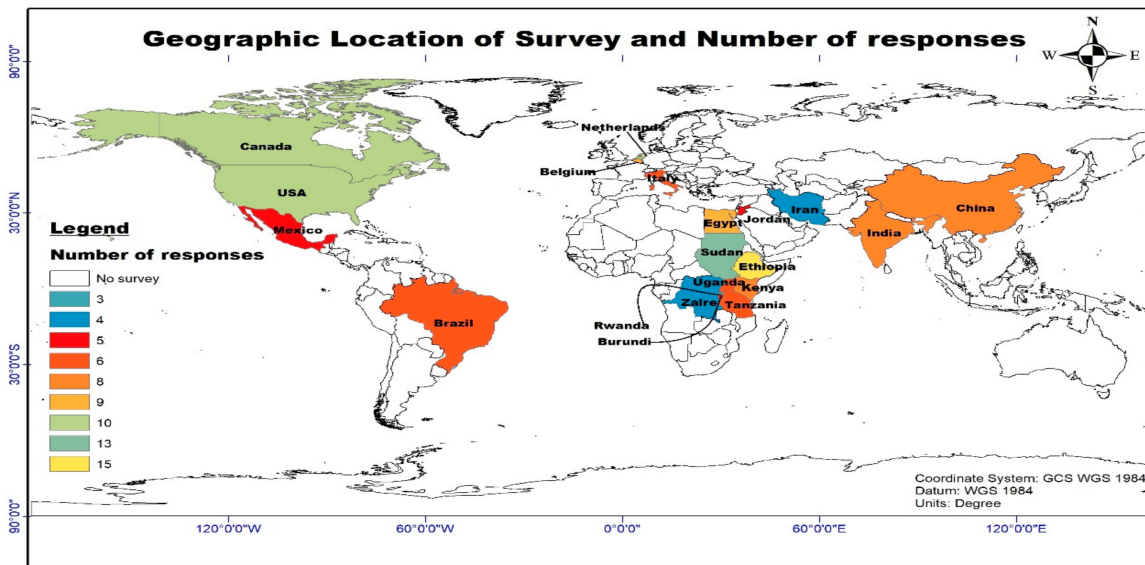 Geographic Location of Survey and Number of responses
N
W E
S
90°0'0"
30°0'0"N
30°0'0"S
90°0'0"
Canada
USA
Mexico
Brazil
Netherlands
Belgium
Italy
Egypt
Jordan
Iran
China
India
Sudan
Ethiopia
Uganda
Kenya
Zaire
Tanzania
Rwanda
Burundi
Legend
Number of responses
No survey
3
4
5
6
8
9
10
13
15
Coordinate System: GCS WGS 1984
Datum: WGS 1984
Units: Degree
120°0'0"W 60°0'0"W 0°0'0" 60°0'0"E 120°0'0"E